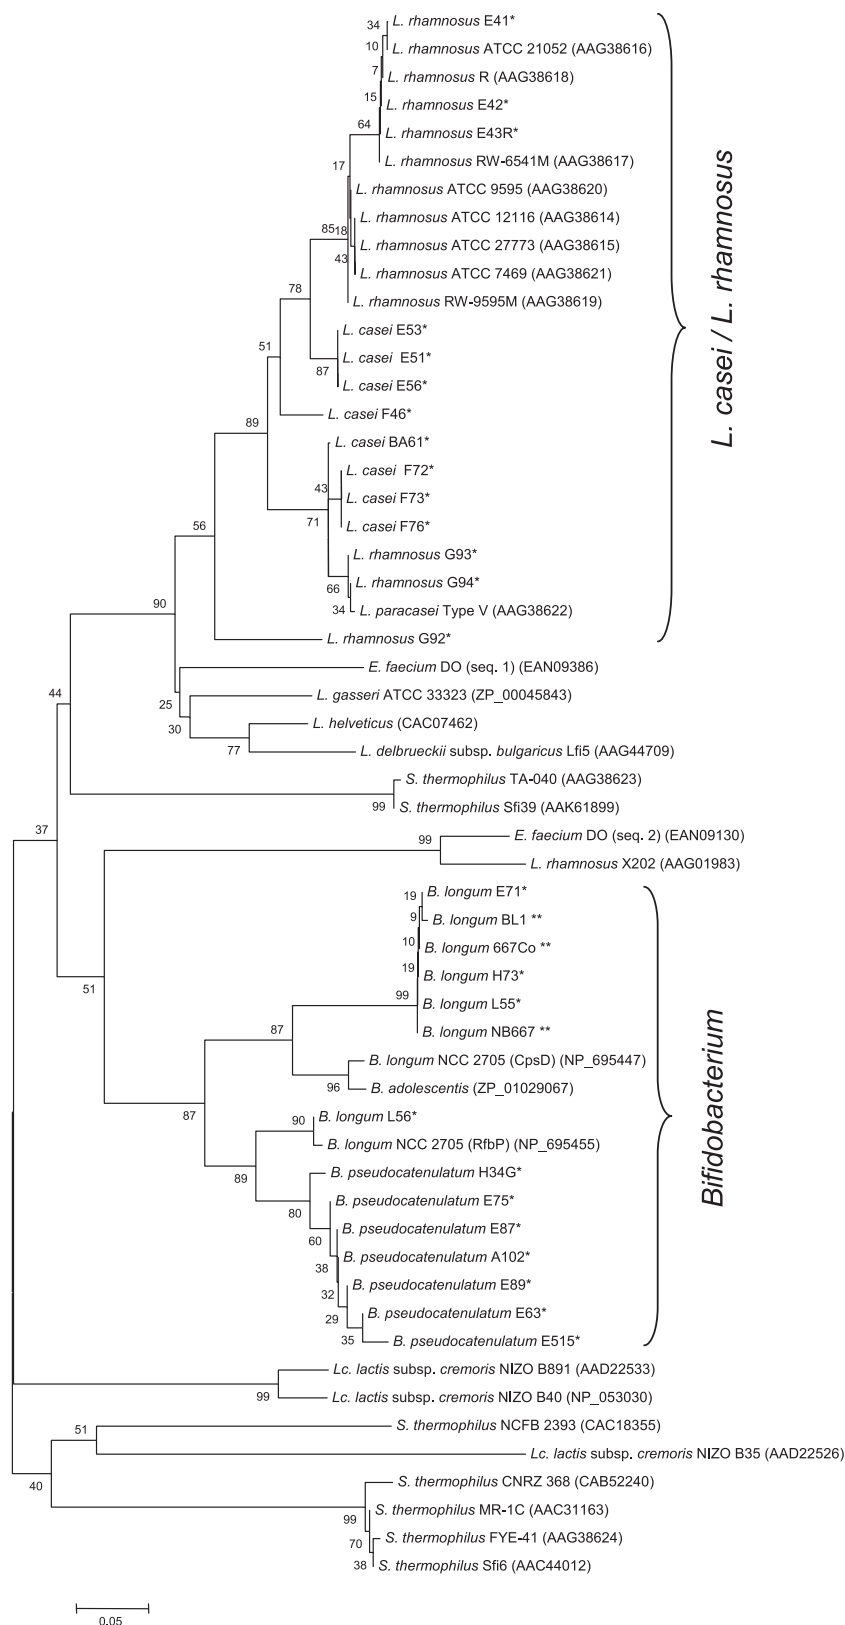 L. rhamnosus E41*
34
10
L. rhamnosus ATCC 21052 (AAG38616)
7
L. rhamnosus R (AAG38618)
15
L. rhamnosus E42*
64
L. rhamnosus E43R*
L. rhamnosus RW-6541M (AAG38617)
17
L. rhamnosus ATCC 9595 (AAG38620)
L. rhamnosus ATCC 12116 (AAG38614)
85
18
L. rhamnosus ATCC 27773 (AAG38615)
43
L. rhamnosus ATCC 7469 (AAG38621)
78
L. rhamnosus RW-9595M (AAG38619)
L. casei E53*
51
L. casei E51*
87
L. casei E56*
L. casei F46*
89
L. casei BA61*
L. casei F72*
43
L. casei F73*
71
L. casei F76*
56
L. rhamnosus G93*
66
L. rhamnosus G94*
34
L. paracasei Type V (AAG38622)
90
L. rhamnosus G92*
L. casei / L. rhamnosus
E. faecium DO (seq. 1) (EAN09386)
44
25
L. gasseri ATCC 33323 (ZP_00045843)
30
L. helveticus (CAC07462)
77
L. delbrueckii subsp. bulgaricus Lfi5 (AAG44709)
S. thermophilus TA-040 (AAG38623)
99
S. thermophilus Sfi39 (AAK61899)
37
99
E. faecium DO (seq. 2) (EAN09130)
L. rhamnosus X202 (AAG01983)
19
B. longum E71*
9
B. longum BL1 **
10
B. longum 667Co **
19
B. longum H73*
51
99
B. longum L55*
87
B. longum NB667 **
B. longum NCC 2705 (CpsD) (NP_695447)
96
B. adolescentis (ZP_01029067)
87
90
B. longum L56*
B. longum NCC 2705 (RfbP) (NP_695455)
89
B. pseudocatenulatum H34G*
80
B. pseudocatenulatum E75*
60
B. pseudocatenulatum E87*
38
B. pseudocatenulatum A102*
32
B. pseudocatenulatum E89*
29
B. pseudocatenulatum E63*
35
B. pseudocatenulatum E515*
Bifidobacterium
Lc. lactis subsp. cremoris NIZO B891 (AAD22533)
99
Lc. lactis subsp. cremoris NIZO B40 (NP_053030)
51
S. thermophilus NCFB 2393 (CAC18355)
Lc. lactis subsp. cremoris NIZO B35 (AAD22526)
40
S. thermophilus CNRZ 368 (CAB52240)
99
S. thermophilus MR-1C (AAC31163)
70
S. thermophilus FYE-41 (AAG38624)
38
S. thermophilus Sfi6 (AAC44012)
0.05